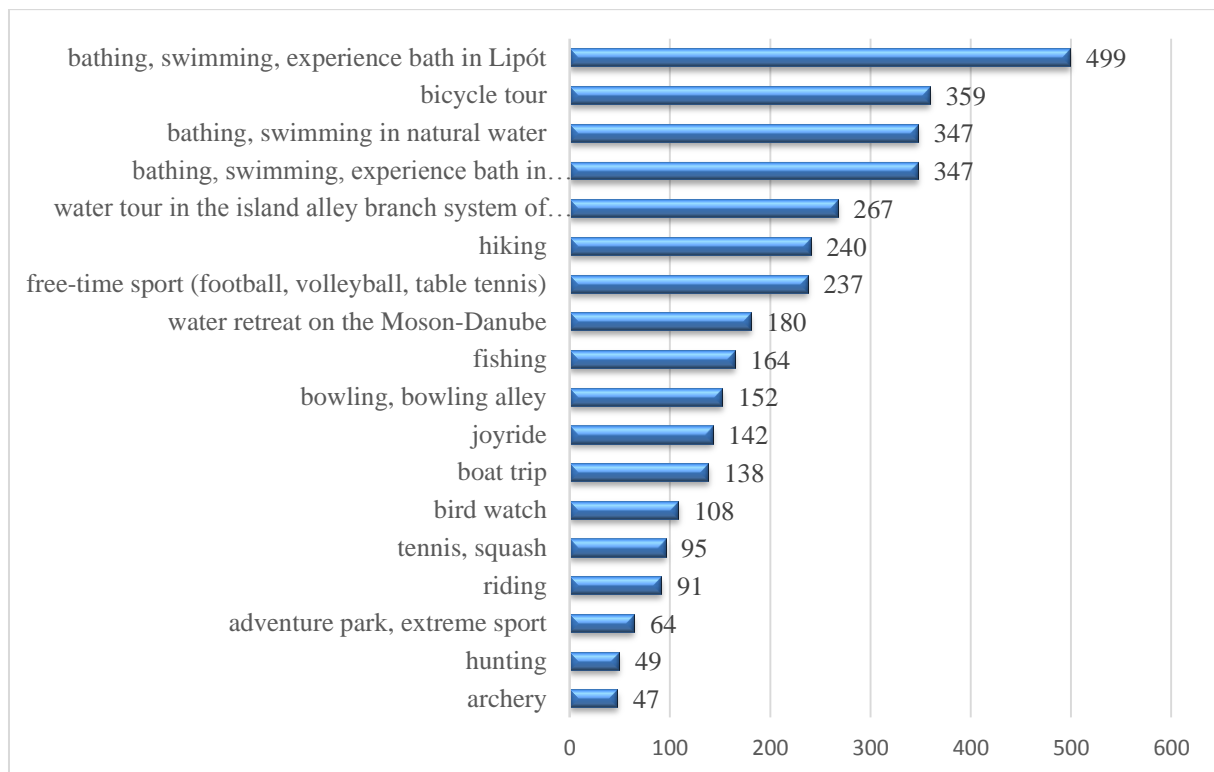 bathing, swimming, experience bath in Lipót 499
bicycle tour 359
bathing, swimming in natural water 347
bathing, swimming, experience bath in… 347
water tour in the island alley branch system of… 267
hiking 240
free-time sport (football, volleyball, table tennis) 237
water retreat on the Moson-Danube 180
fishing 164
bowling, bowling alley 152
joyride 142
boat trip 138
bird watch 108
tennis, squash 95
riding 91
adventure park, extreme sport 64
hunting 49
archery 47
0 100 200 300 400 500 600